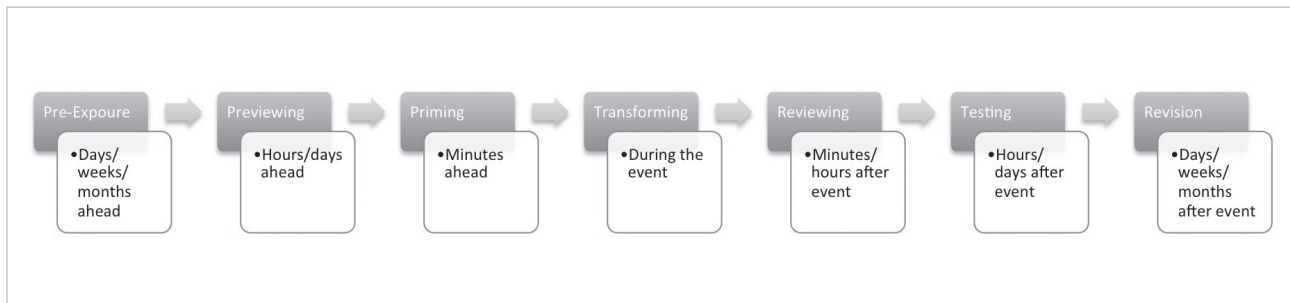 Pre-Expoure
•Days/
weeks/
months
ahead
Previewing
•Hours/days
ahead
Priming
•Minutes
ahead
Transforming
•During the
event
Reviewing
•Minutes/
hours after
event
Testing
•Hours/
days after
event
Revision
•Days/
weeks/
months
after event